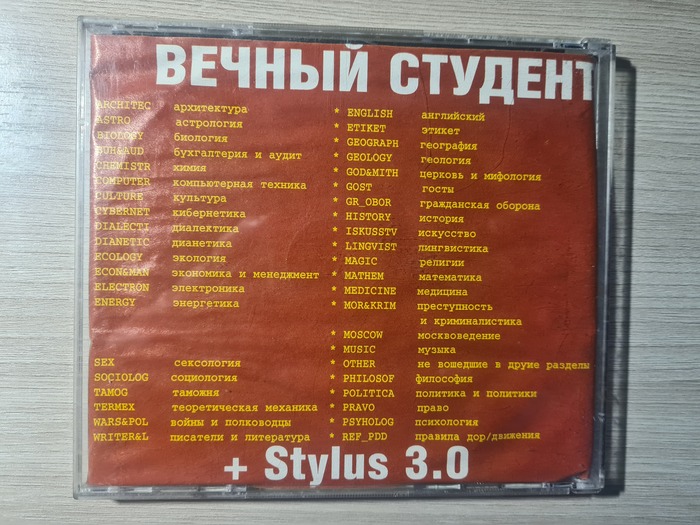 ВЕЧНЫЙ СТУДЕНТ
ARCHITEC архитектура
ASTRO астрология
BIOLOGY биология
BUH&AUD бухгалтерия и аудит
CHEMISTR химия
COMPUTER компьютерная техника
CULTURE культура
CYBERNET кибернетика
DIALECTI диалектика
DIANETIC дианетика
ECOLOGY экология
ECON&MAN экономика и менеджмент
ELECTRON электроника
ENERGY энергетика
SEX сексология
SOCIOLOG социология
TAMOG таможня
TERMEX теоретическая механика
WARS&POL войны и полководцы
WRITER&L писатели и литература
* ENGLISH английский
* ETIKET этикет
* GEOGRAPH география
* GEOLOGY геология
* GOD&MITH церковь и мифология
* GOST госты
* GR_OBOR гражданская оборона
* HISTORY история
* ISKUSSTV искусство
* LINGVIST лингвистика
* MAGIC религии
* MATHEM математика
* MEDICINE медицина
* MOR&KRIM преступность
и криминалистика
* MOSCOW москвоведение
* MUSIC музыка
* OTHER не вошедшие в друие разделы
* PHILOSOF философия
* POLITICA политика и политики
* PRAVO право
* PSYHOLOG психология
* REF_PDD правила дор/движения
+ Stylus 3.0